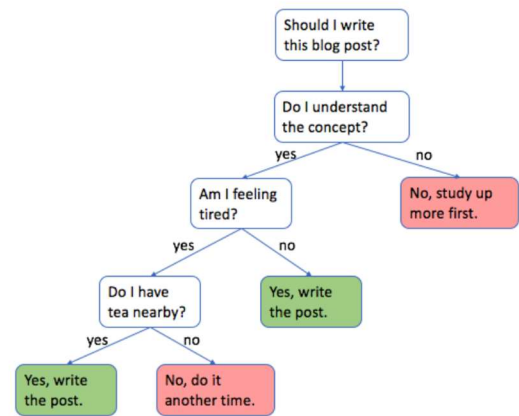 Should I write
this blog post?
Do I understand
the concept?
yes
no
Am I feeling
tired?
No, study up
more first.
yes
no
Do I have
tea nearby?
Yes, write
the post.
yes
no
Yes, write
the post.
No, do it
another time.